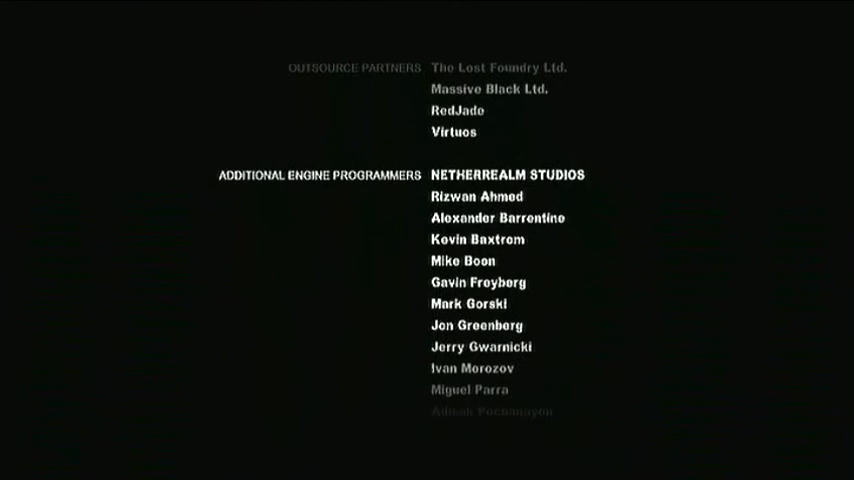 OUTSOURCE PARTNERS The Lost Foundry Ltd.
Massive Black Ltd.
RedJade
Virtuos
ADDITIONAL ENGINE PROGRAMMERS NETHERREALM STUDIOS
Rizwan Ahmed
Alexander Barrentine
Kevin Baxtrom
Mike Boon
Gavin Freyberg
Mark Gorski
Jon Greenberg
Jerry Gwarnicki
Ivan Morozov
Miguel Parra